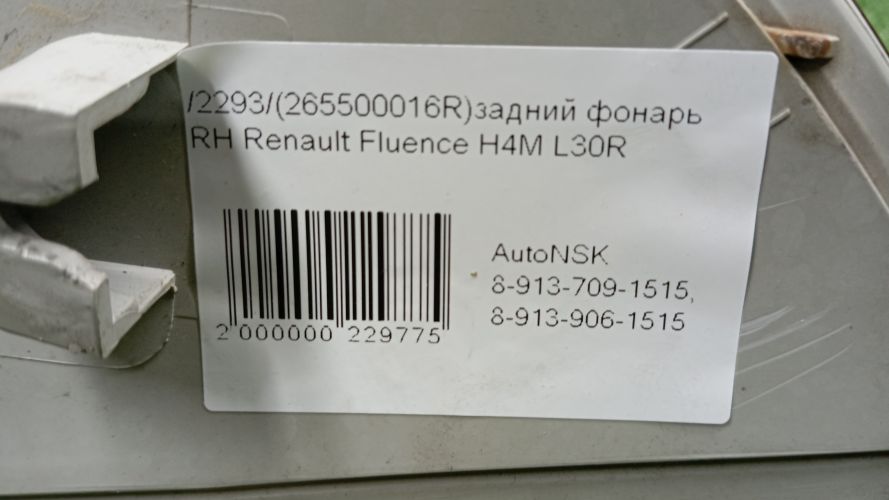 /2293/(265500016R)задний фонарь
RH Renault Fluence H4M L30R
AutoNSK
8-913-709-1515,
8-913-906-1515
2 000000 229775